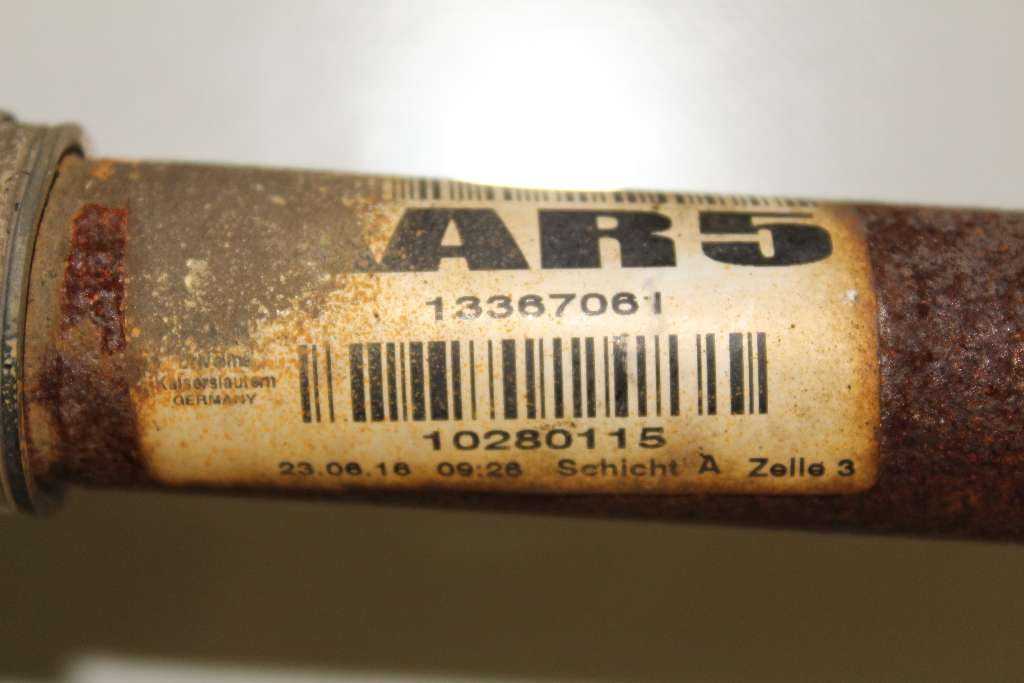 AR5
13367061
Kaiserslautern
GERMANY
10280115
23.06.16 09:26 Schicht A Zelle 3